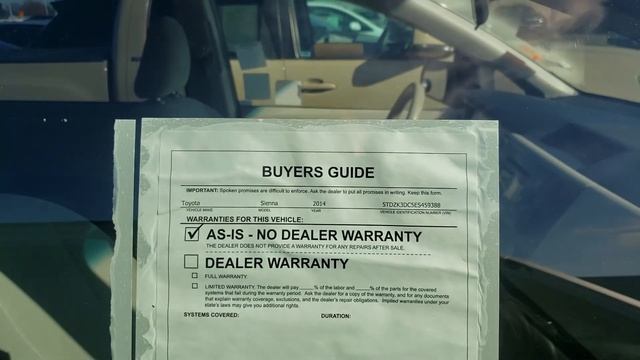 BUYERS GUIDE
IMPORTANT: Spoken promises are difficult to enforce. Ask the dealer to put all promises in writing. Keep this form.
Toyota Sienna 2014 5TDZK3DC5ES459388
VEHICLE MAKE MODEL YEAR VEHICLE IDENTIFICATION NUMBER (VIN)
WARRANTIES FOR THIS VEHICLE:
AS-IS - NO DEALER WARRANTY
THE DEALER DOES NOT PROVIDE A WARRANTY FOR ANY REPAIRS AFTER SALE.
DEALER WARRANTY
FULL WARRANTY.
LIMITED WARRANTY. The dealer will pay ____% of the labor and ____% of the parts for the covered
systems that fail during the warranty period. Ask the dealer for a copy of the warranty, and for any documents
that explain warranty coverage, exclusions, and the dealer's repair obligations. Implied warranties under your
state's laws may give you additional rights.
SYSTEMS COVERED: DURATION: